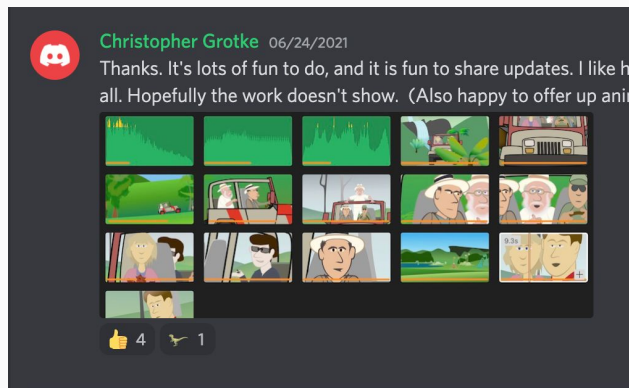 Christopher Grotke 06/24/2021
Thanks. It's lots of fun to do, and it is fun to share updates. I like h
all. Hopefully the work doesn't show. (Also happy to offer up ani
9.3s
4 1